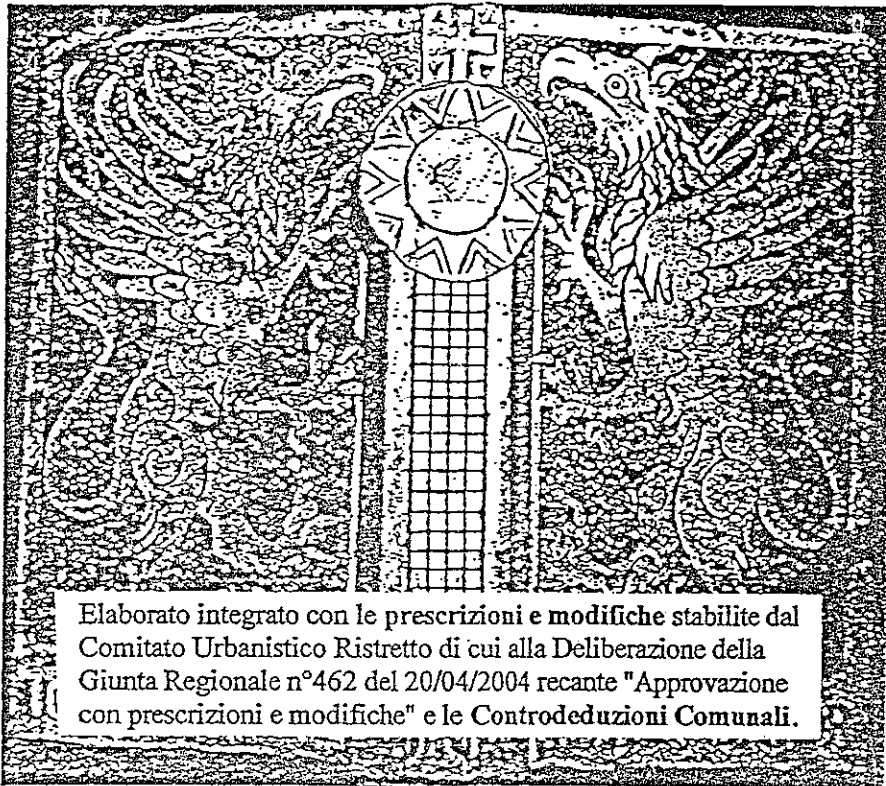 Elaborato integrato con le prescrizioni e modifiche stabilite dal
Comitato Urbanistico Ristretto di cui alla Deliberazione della
Giunta Regionale n°462 del 20/04/2004 recante "Approvazione
con prescrizioni e modifiche" e le Controdeduzioni Comunali.